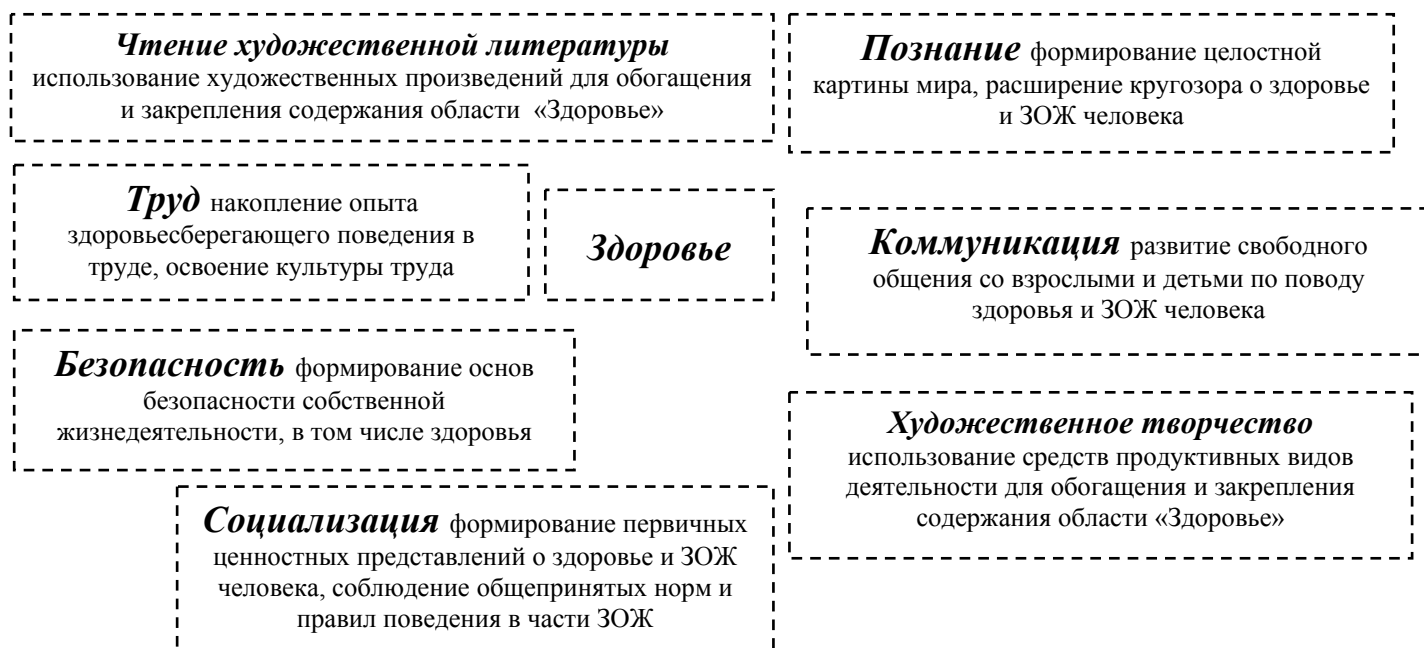 Чтение художественной литературы
использование художественных произведений для обогащения
и закрепления содержания области «Здоровье»
Познание формирование целостной
картины мира, расширение кругозора о здоровье
и ЗОЖ человека
Труд накопление опыта
здоровьесберегающего поведения в
труде, освоение культуры труда
Здоровье
Коммуникация развитие свободного
общения со взрослыми и детьми по поводу
здоровья и ЗОЖ человека
Безопасность формирование основ
безопасности собственной
жизнедеятельности, в том числе здоровья
Художественное творчество
использование средств продуктивных видов
деятельности для обогащения и закрепления
содержания области «Здоровье»
Социализация формирование первичных
ценностных представлений о здоровье и ЗОЖ
человека, соблюдение общепринятых норм и
правил поведения в части ЗОЖ